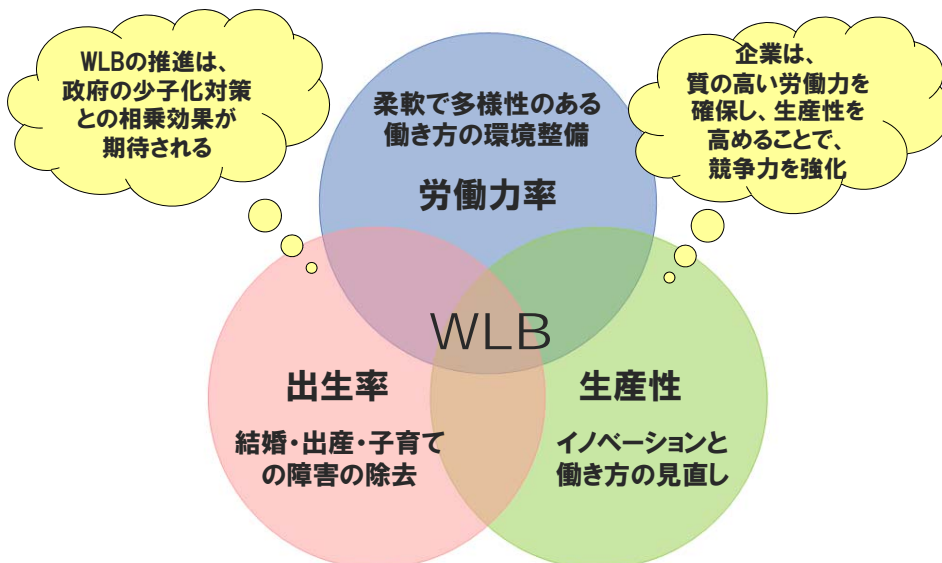 WLBの推進は、
政府の少子化対策
との相乗効果が
期待される
企業は、
質の高い労働力を
確保し、生産性を
高めることで、
競争力を強化
柔軟で多様性のある
働き方の環境整備
労働力率
WLB
出生率
結婚・出産・子育て
の障害の除去
生産性
イノベーションと
働き方の見直し